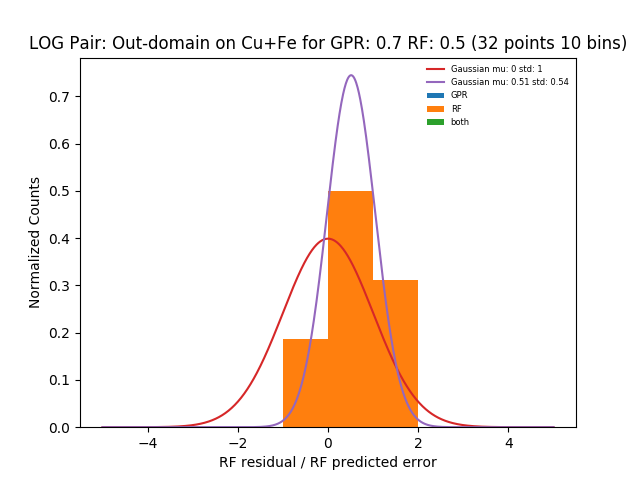 LOG Pair: Out-domain on Cu+Fe for GPR: 0.7 RF: 0.5 (32 points 10 bins)
Gaussian mu: 0 std: 1
Gaussian mu: 0.51 std: 0.54
GPR
RF
both
Normalized Counts
0.7
0.6
0.5
0.4
0.3
0.2
0.1
0.0
−4 −2 0 2 4
RF residual / RF predicted error